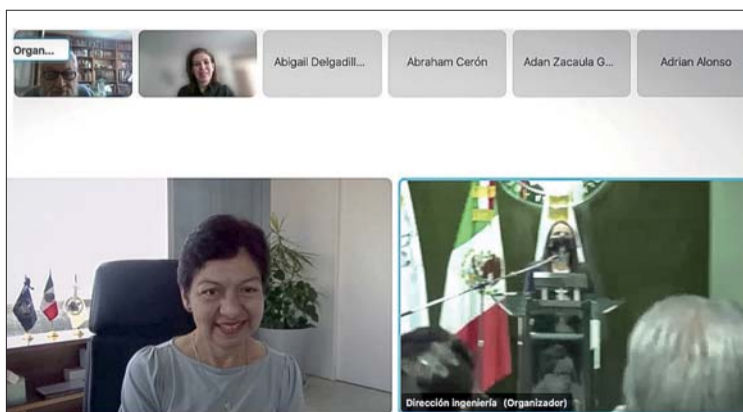 Organ...
Abigail Delgadill...
Abraham Cerón
Adan Zacaula G...
Adrian Alonso
Dirección ingeniería (Organizador)